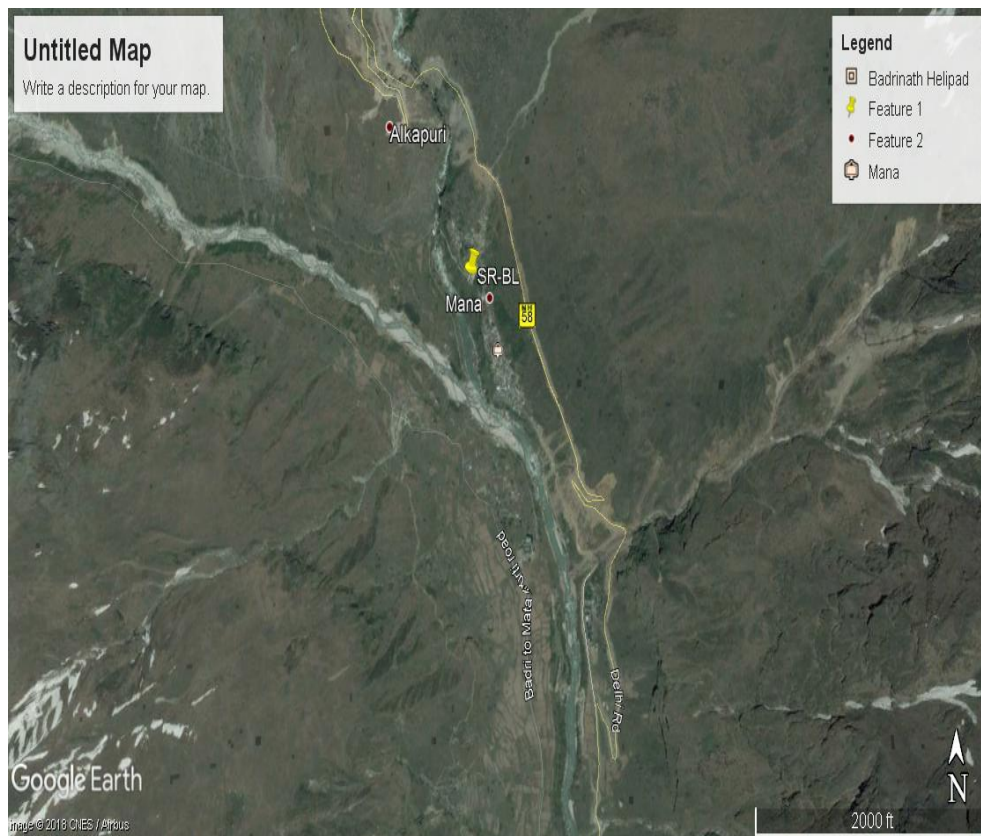 Untitled Map
Write a description for your map.
Legend
Badrinath Helipad
Feature 1
Feature 2
Mana
Alkapuri
SR-BL
Mana
58
Badri to Mata
road
Delhi Rd
Google Earth
Image © 2018 CNES / Airbus
N
2000 ft